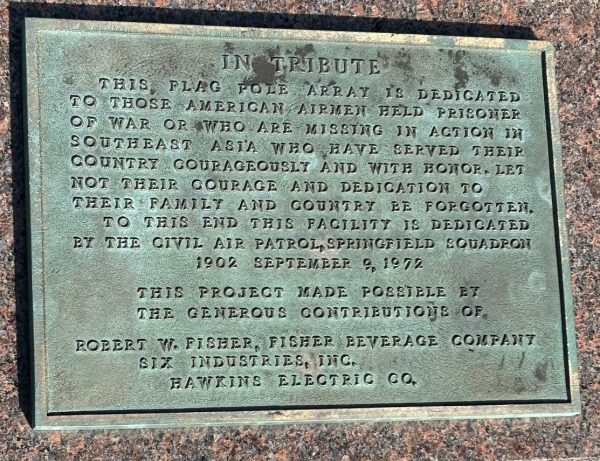 IN TRIBUTE
THIS FLAG POLE ARRAY IS DEDICATED
TO THOSE AMERICAN AIRMEN HELD PRISONER
OF WAR OR WHO ARE MISSING IN ACTION IN
SOUTHEAST ASIA WHO HAVE SERVED THEIR
COUNTRY COURAGEOUSLY AND WITH HONOR. LET
NOT THEIR COURAGE AND DEDICATION TO
THEIR FAMILY AND COUNTRY BE FORGOTTEN.
TO THIS END THIS FACILITY IS DEDICATED
BY THE CIVIL AIR PATROL, SPRINGFIELD SQUADRON
1902 SEPTEMBER 9, 1972
THIS PROJECT MADE POSSIBLE BY
THE GENEROUS CONTRIBUTIONS OF
ROBERT W. FISHER, FISHER BEVERAGE COMPANY
SIX INDUSTRIES, INC.
HAWKINS ELECTRIC CO.